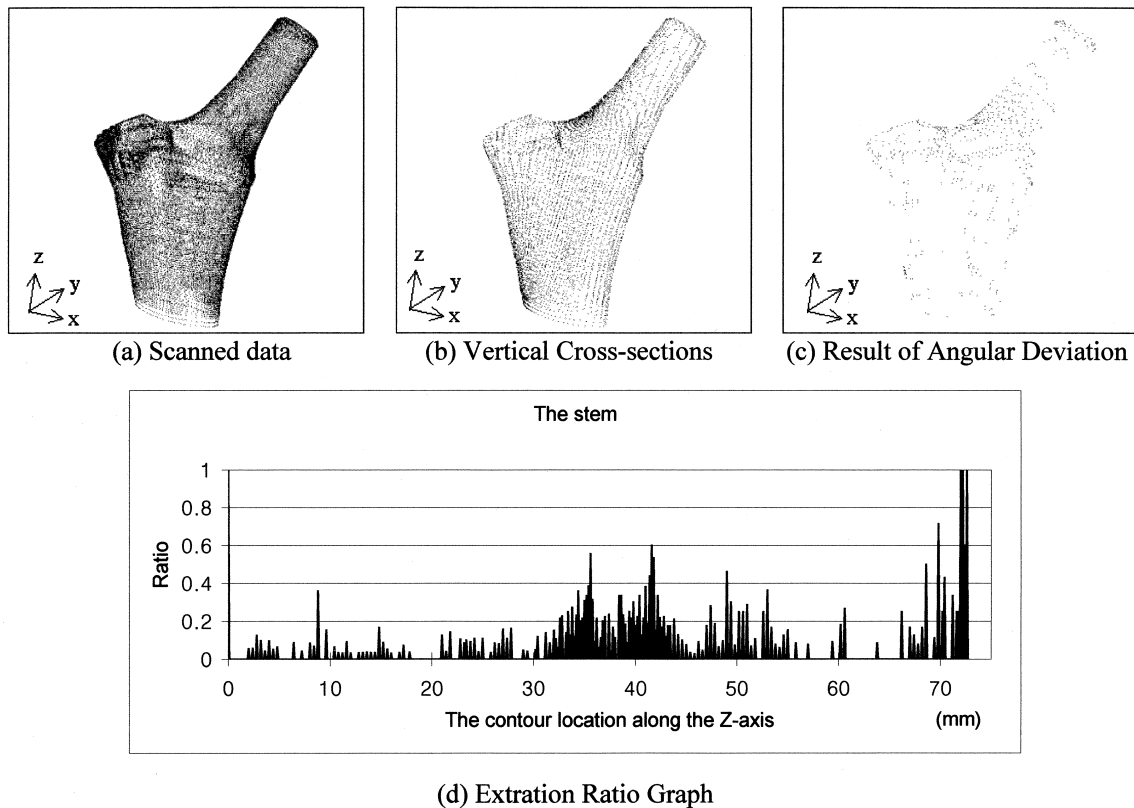 z
y
x
z
y
x
z
y
x
(a) Scanned data
(b) Vertical Cross-sections
(c) Result of Angular Deviation
The stem
1
0.8
0.6
0.4
0.2
0
Ratio
0 10 20 30 40 50 60 70
The contour location along the Z-axis (mm)
(d) Extration Ratio Graph